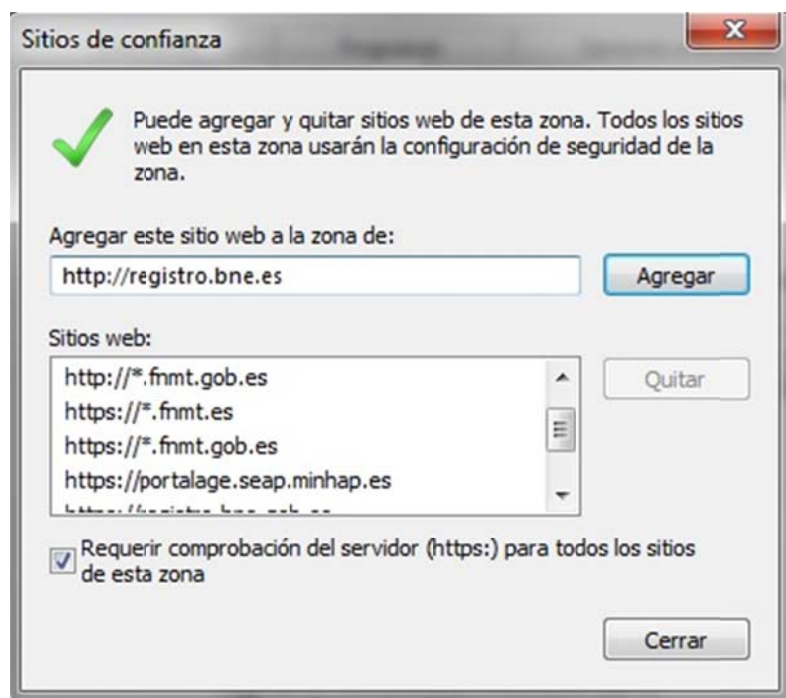 Sitios de confianza
Puede agregar y quitar sitios web de esta zona. Todos los sitios
web en esta zona usarán la configuración de seguridad de la
zona.
Agregar este sitio web a la zona de:
http://registro.bne.es
Agregar
Sitios web:
http://*.fnmt.gob.es
Quitar
https://*.fnmt.es
https://*.fnmt.gob.es
https://portalage.seap.minhap.es
Requerir comprobación del servidor (https:) para todos los sitios
de esta zona
Cerrar